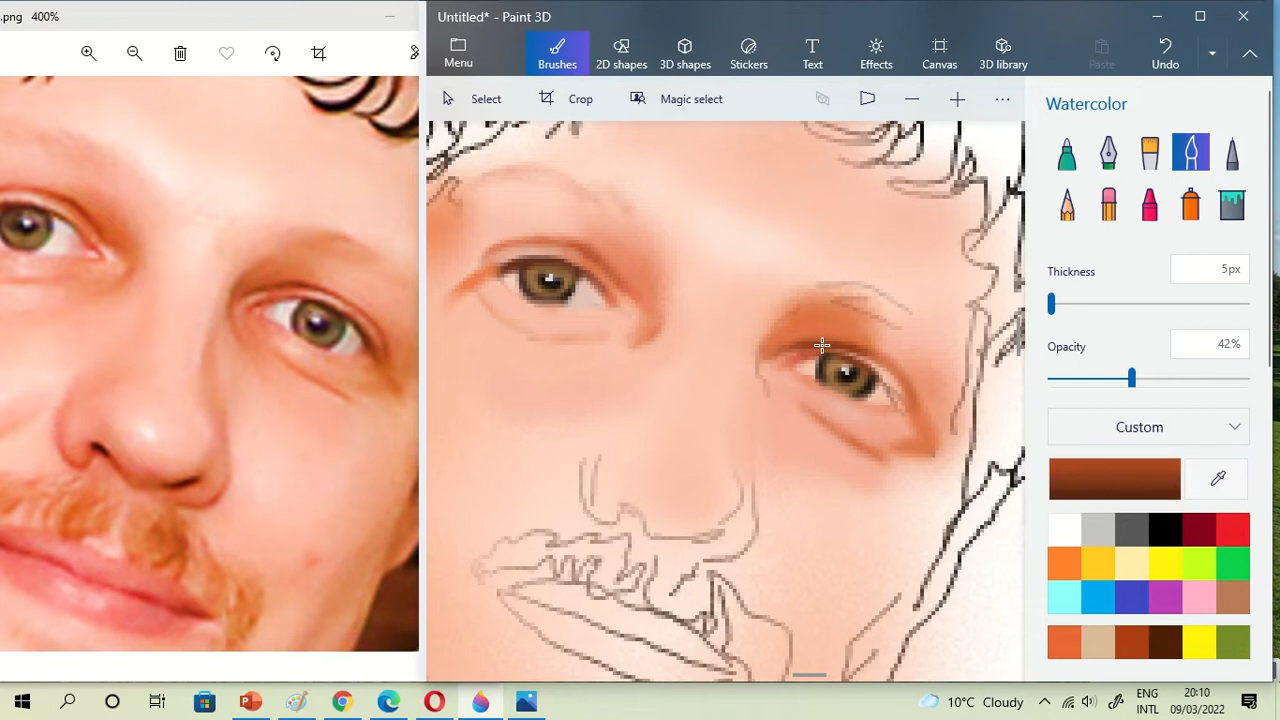 .png 400%
Untitled* - Paint 3D
Menu
Brushes
2D shapes
3D shapes
Stickers
Text
Effects
Canvas
3D library
Paste
Undo
Select
Crop
Magic select
Watercolor
Thickness
5px
Opacity
42%
Custom
10°C Cloudy
ENG
INTL
20:10
09/03/2022